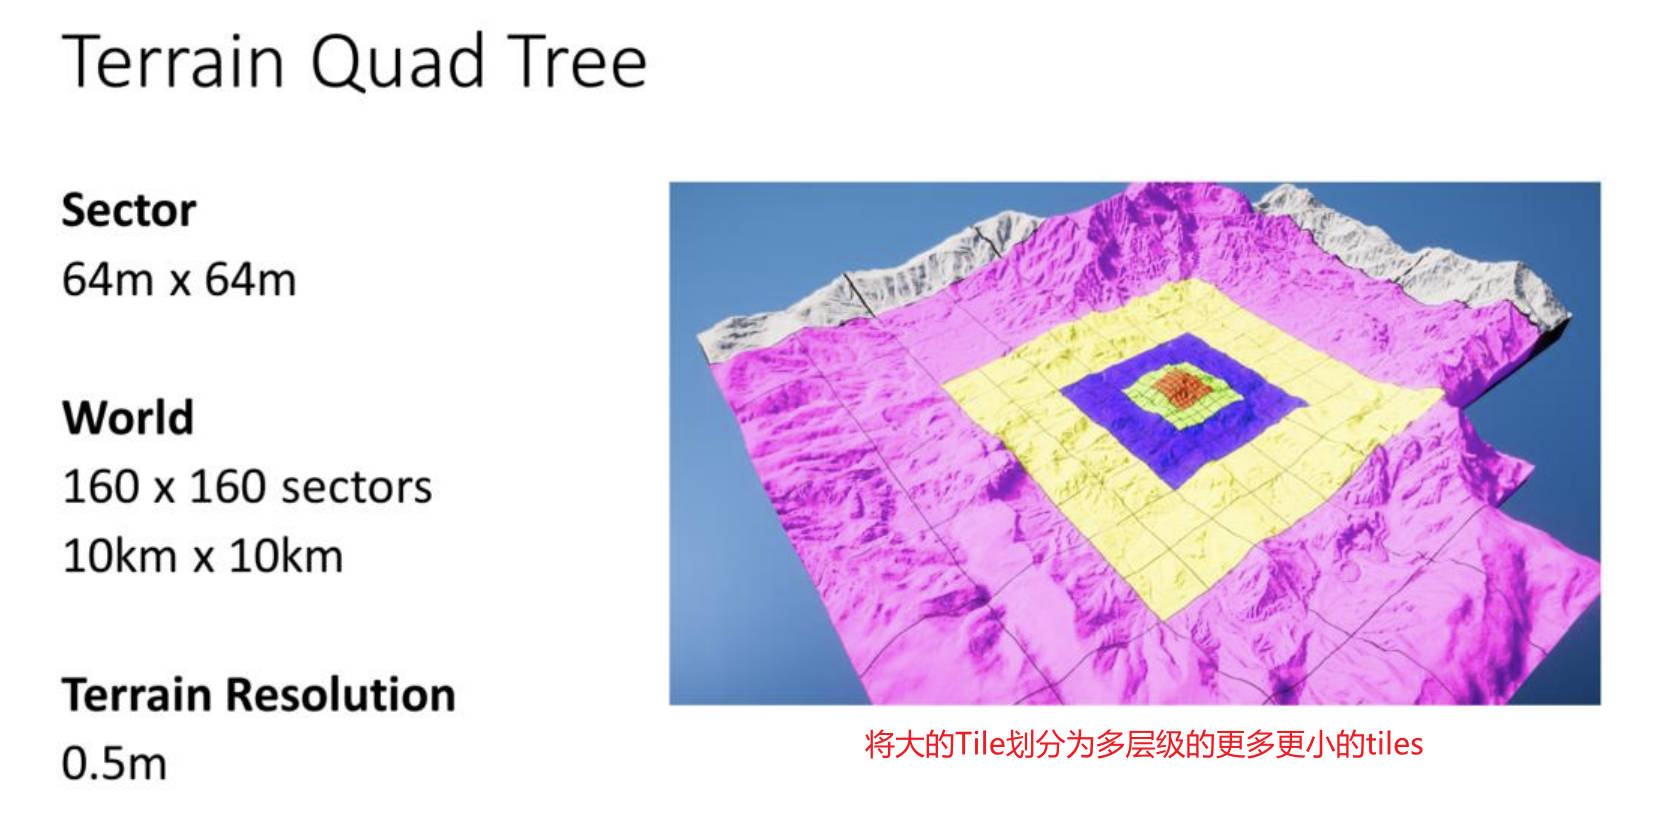 Terrain Quad Tree
Sector
64m x 64m
World
160 x 160 sectors
10km x 10km
Terrain Resolution
0.5m
将大的Tile划分为多层级的更多更小的tiles